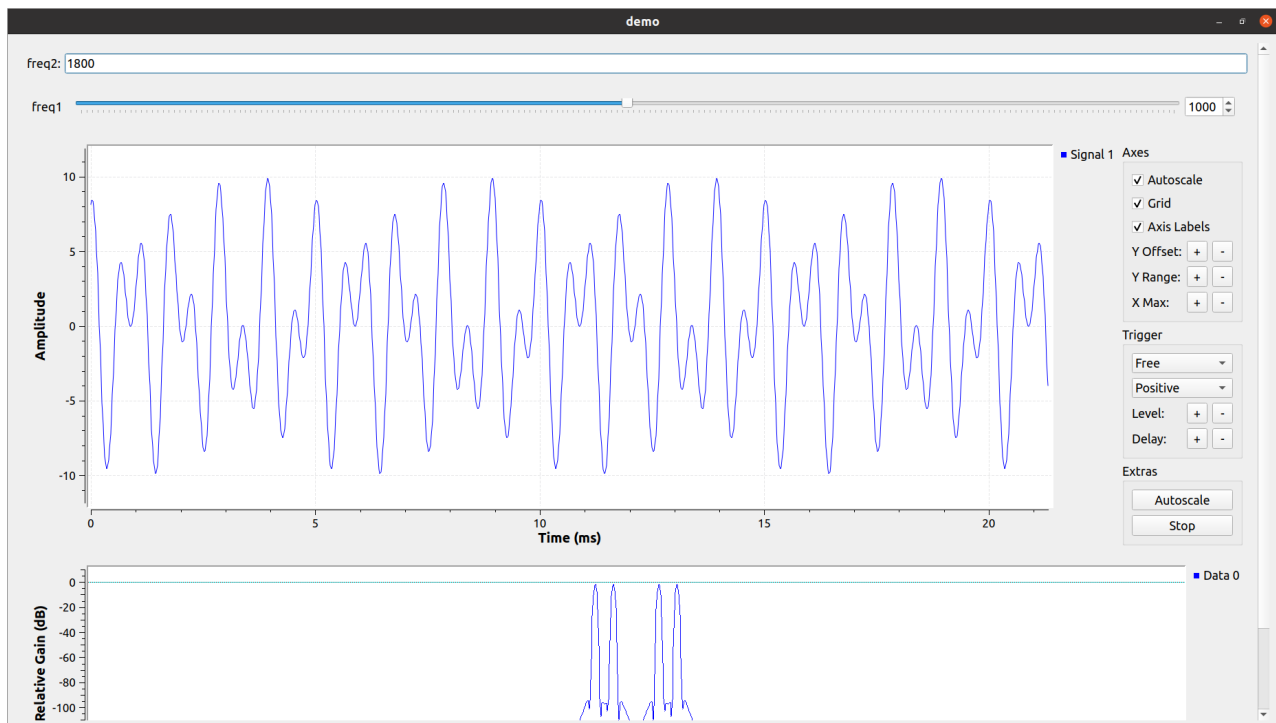 demo
freq2: 1800
freq1 1000
Signal 1
10
5
0
-5
-10
Amplitude
0 5 10 15 20
Time (ms)
Axes
Autoscale
Grid
Axis Labels
Y Offset: + -
Y Range: + -
X Max: + -
Trigger
Free
Positive
Level: + -
Delay: + -
Extras
Autoscale
Stop
0
-20
-40
-60
-80
-100
Relative Gain (dB)
Data 0